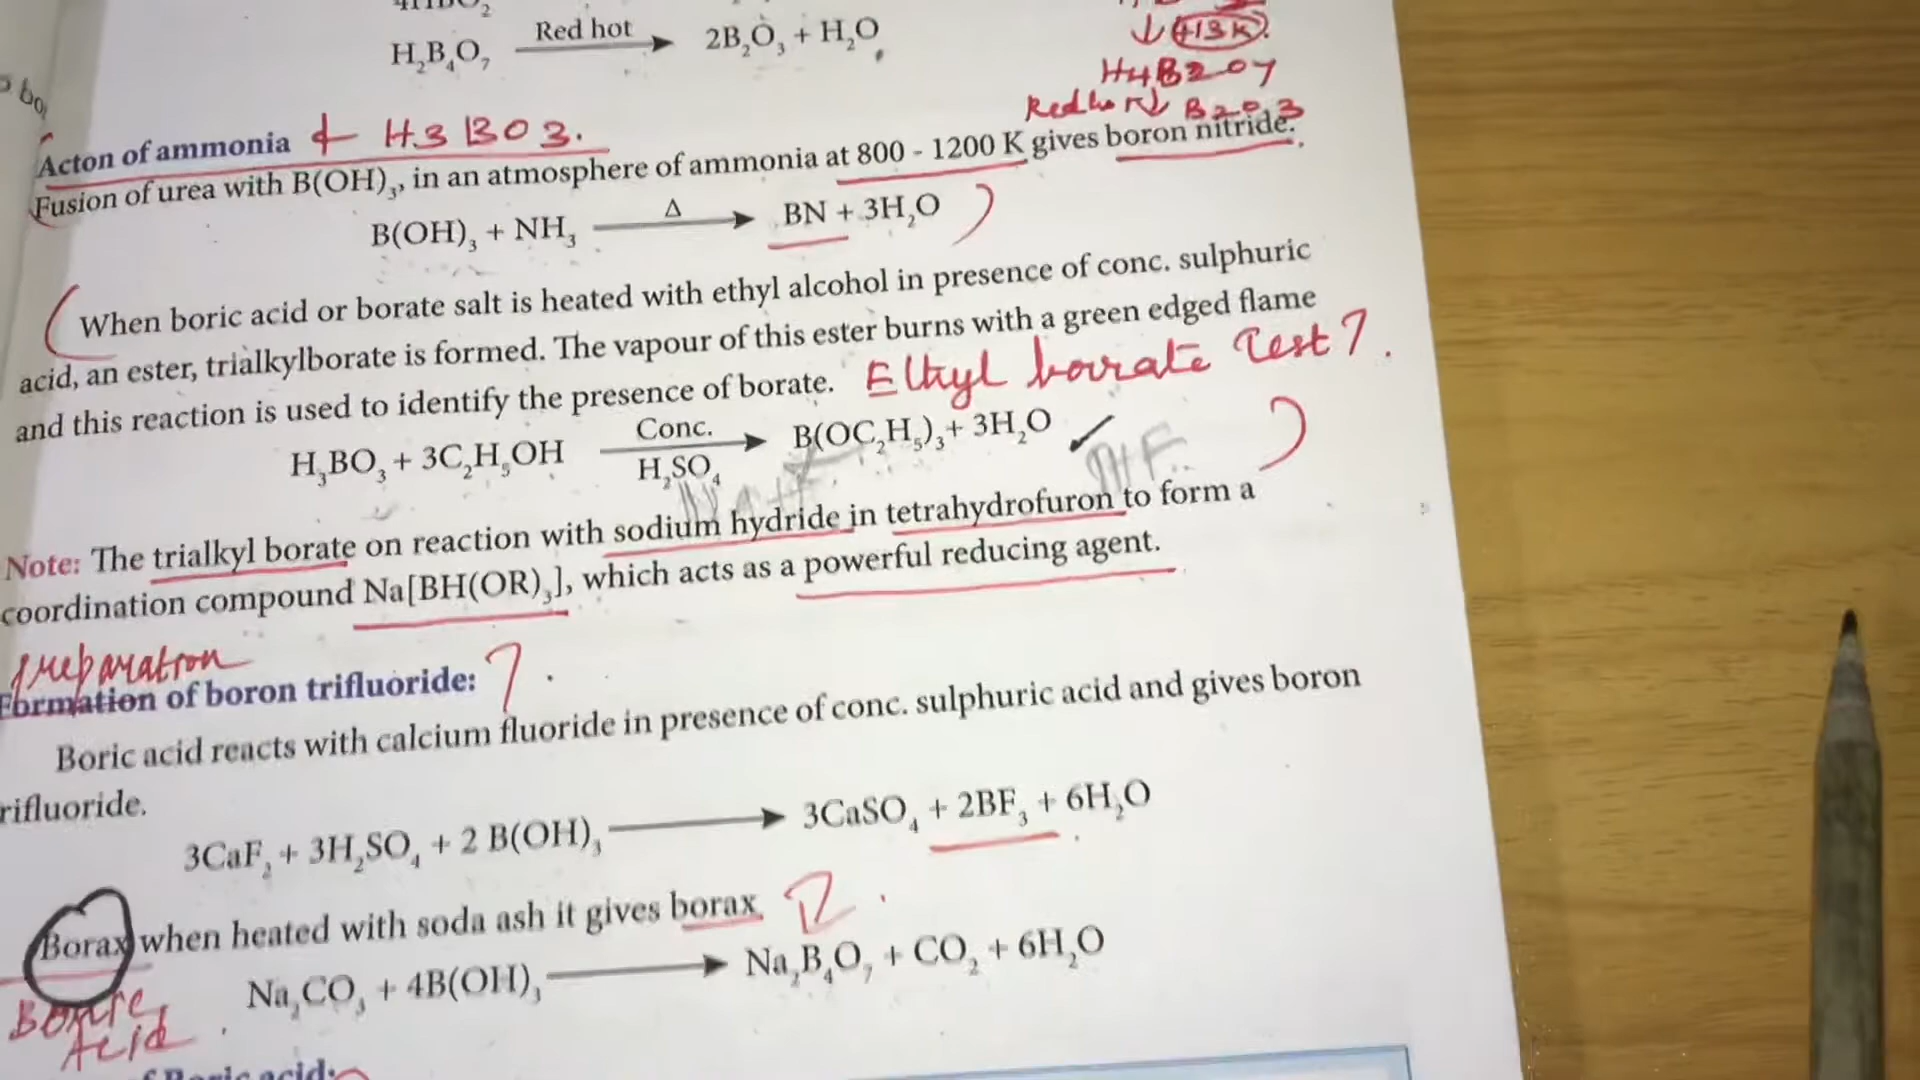 H₂B₄O₇ Red hot → 2B₂O₃ + H₂O
↓ 413K.
H4B2O7
Red hot ↓ B2O3
Acton of ammonia + H3BO3.
Fusion of urea with B(OH)₃, in an atmosphere of ammonia at 800 - 1200 K gives boron nitride.
B(OH)₃ + NH₃ Δ → BN + 3H₂O
When boric acid or borate salt is heated with ethyl alcohol in presence of conc. sulphuric
acid, an ester, trialkylborate is formed. The vapour of this ester burns with a green edged flame
and this reaction is used to identify the presence of borate. Ethyl borate Test ?.
H₃BO₃ + 3C₂H₅OH Conc. H₂SO₄ → B(OC₂H₅)₃ + 3H₂O ✓
Note: The trialkyl borate on reaction with sodium hydride in tetrahydrofuron to form a
coordination compound Na[BH(OR)₃], which acts as a powerful reducing agent.
preparation
Formation of boron trifluoride: ?
Boric acid reacts with calcium fluoride in presence of conc. sulphuric acid and gives boron
rifluoride.
3CaF₂ + 3H₂SO₄ + 2 B(OH)₃ → 3CaSO₄ + 2BF₃ + 6H₂O
Borax when heated with soda ash it gives borax
Na₂CO₃ + 4B(OH)₃ → Na₂B₄O₇ + CO₂ + 6H₂O
Acid
Boric acid: